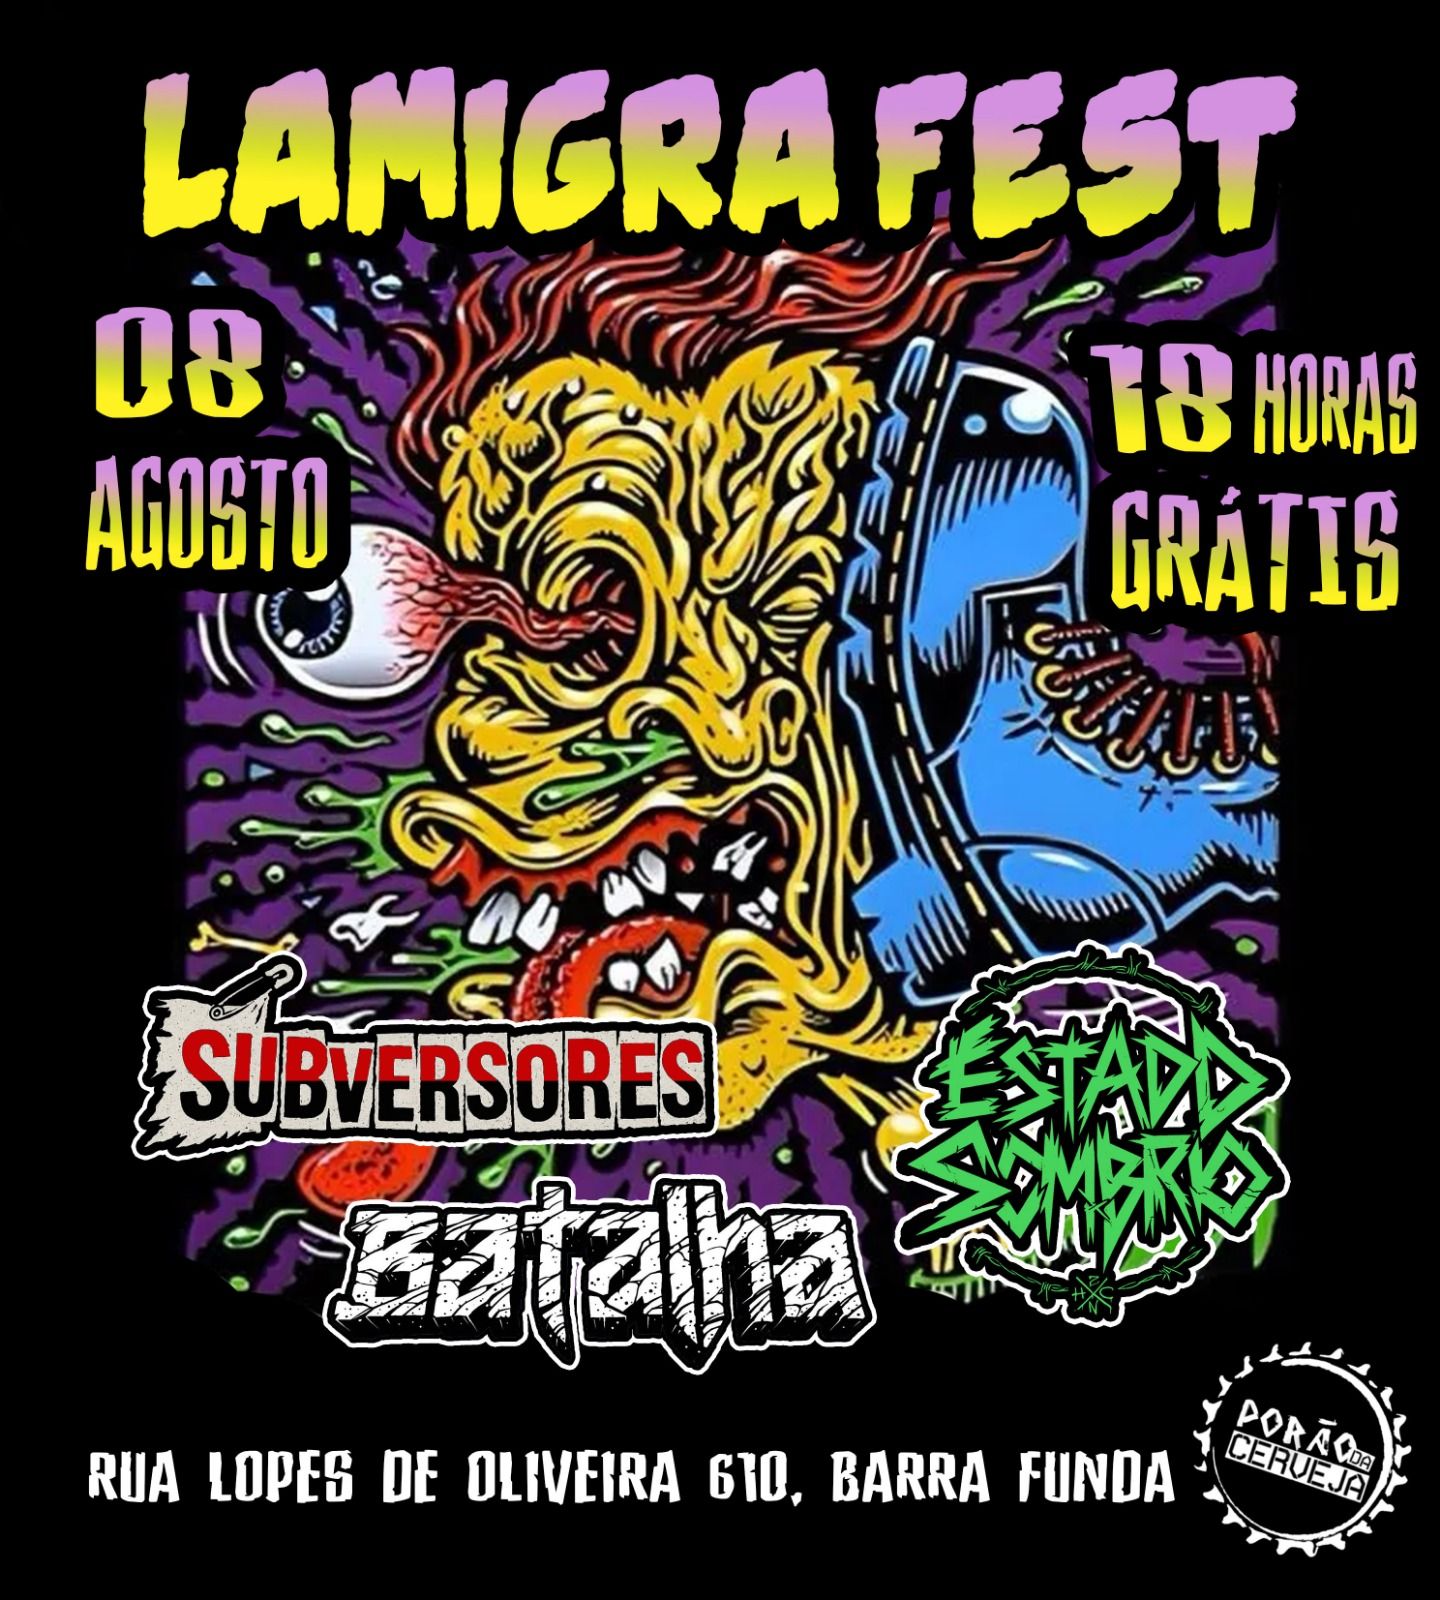 LAMIGRA FEST
08
AGOSTO
18 HORAS
GRÁTIS
SUBVERSORES
ESTADO
SOMBRIO
Batalha
RUA LOPES DE OLIVEIRA 610, BARRA FUNDA
PORÃO DA
CERVEJA